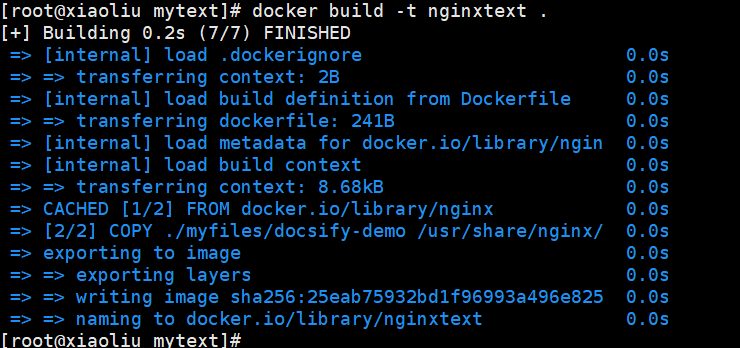 [root@xiaoliu mytext]# docker build -t nginxtext .
[+] Building 0.2s (7/7) FINISHED
=> [internal] load .dockerignore 0.0s
=> => transferring context: 2B 0.0s
=> [internal] load build definition from Dockerfile 0.0s
=> => transferring dockerfile: 241B 0.0s
=> [internal] load metadata for docker.io/library/ngin 0.0s
=> [internal] load build context 0.0s
=> => transferring context: 8.68kB 0.0s
=> CACHED [1/2] FROM docker.io/library/nginx 0.0s
=> [2/2] COPY ./myfiles/docsify-demo /usr/share/nginx/ 0.0s
=> exporting to image 0.0s
=> => exporting layers 0.0s
=> => writing image sha256:25eab75932bd1f96993a496e825 0.0s
=> => naming to docker.io/library/nginxtext 0.0s
[root@xiaoliu mytext]#